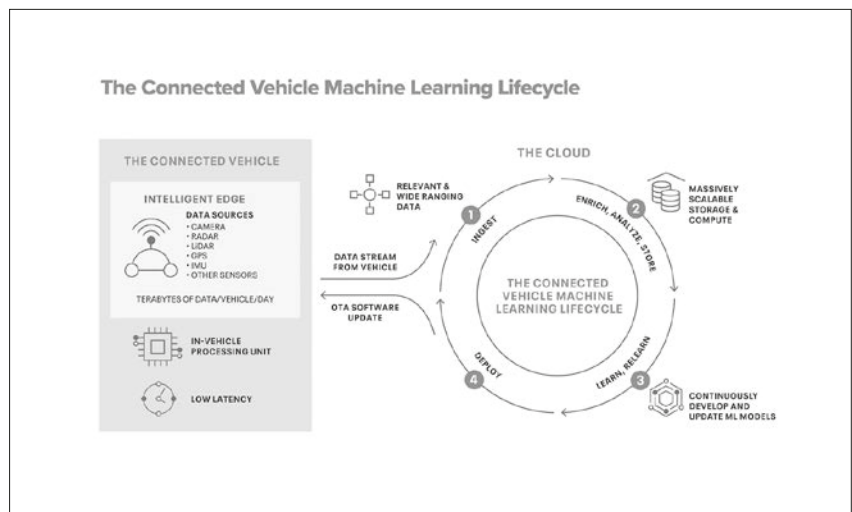 The Connected Vehicle Machine Learning Lifecycle
THE CONNECTED VEHICLE
INTELLIGENT EDGE
DATA SOURCES
• CAMERA
• RADAR
• LiDAR
• GPS
• IMU
• OTHER SENSORS
TERABYTES OF DATA/VEHICLE/DAY
IN-VEHICLE
PROCESSING UNIT
LOW LATENCY
DATA STREAM
FROM VEHICLE
OTA SOFTWARE
UPDATE
THE CLOUD
RELEVANT &
WIDE RANGING
DATA
1
INGEST
2
ENRICH, ANALYZE, STORE
MASSIVELY
SCALABLE
STORAGE &
COMPUTE
THE CONNECTED
VEHICLE MACHINE
LEARNING LIFECYCLE
3
LEARN, RELEARN
CONTINUOUSLY
DEVELOP AND
UPDATE ML MODELS
4
DEPLOY